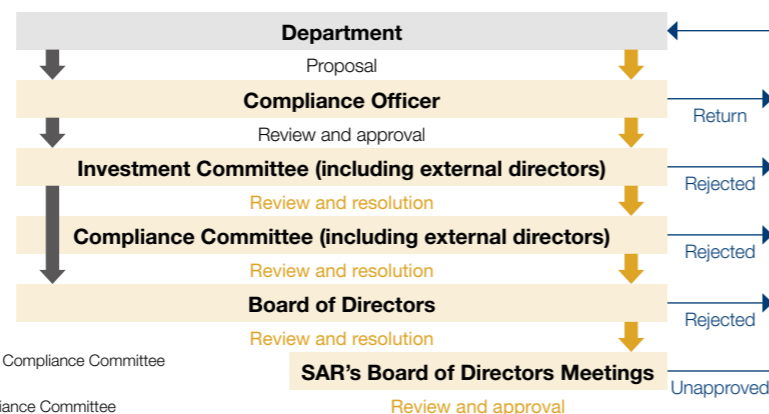 Department
Proposal
Compliance Officer
Return
Review and approval
Investment Committee (including external directors)
Rejected
Review and resolution
Compliance Committee (including external directors)
Rejected
Review and resolution
Board of Directors
Rejected
Review and resolution
Compliance Committee
SAR's Board of Directors Meetings
Unapproved
Committee
Review and approval